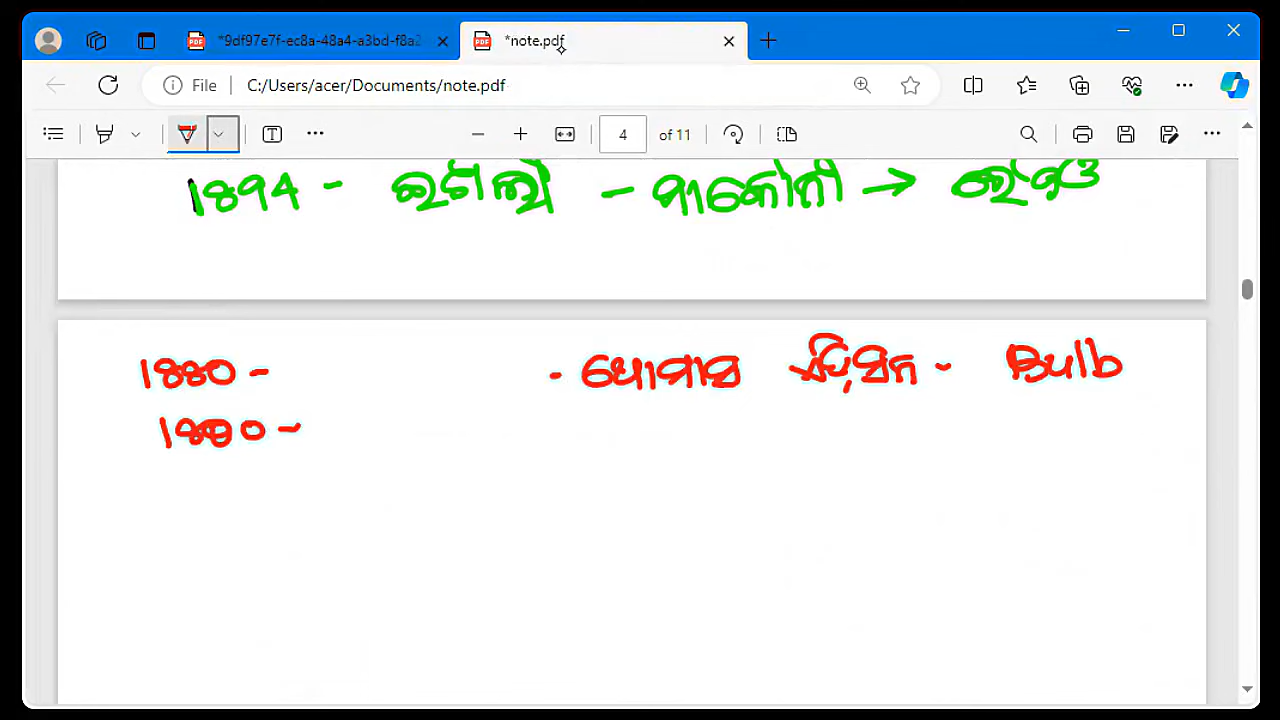 *9df97e7f-ec8a-48a4-a3bd-f8a2
*note.pdf
File C:/Users/acer/Documents/note.pdf
4 of 11
1894 - ଇଟାଲୀ - ମାର୍କୋନୀ → ରେଡିଓ
1880 - - ଥୋମାସ ଏଡିସନ - Bulb
1880 -